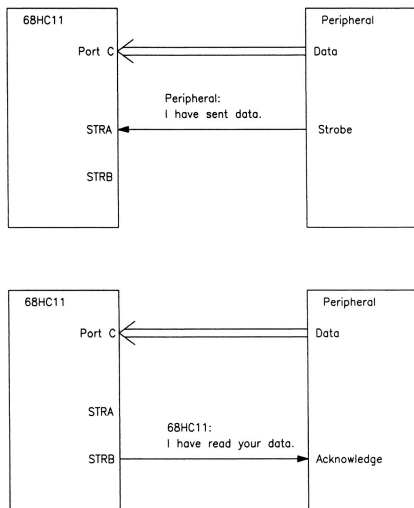 68HC11
Peripheral
Port C
Data
Peripheral:
I have sent data.
STRA
Strobe
STRB
68HC11
Peripheral
Port C
Data
STRA
68HC11:
I have read your data.
STRB
Acknowledge